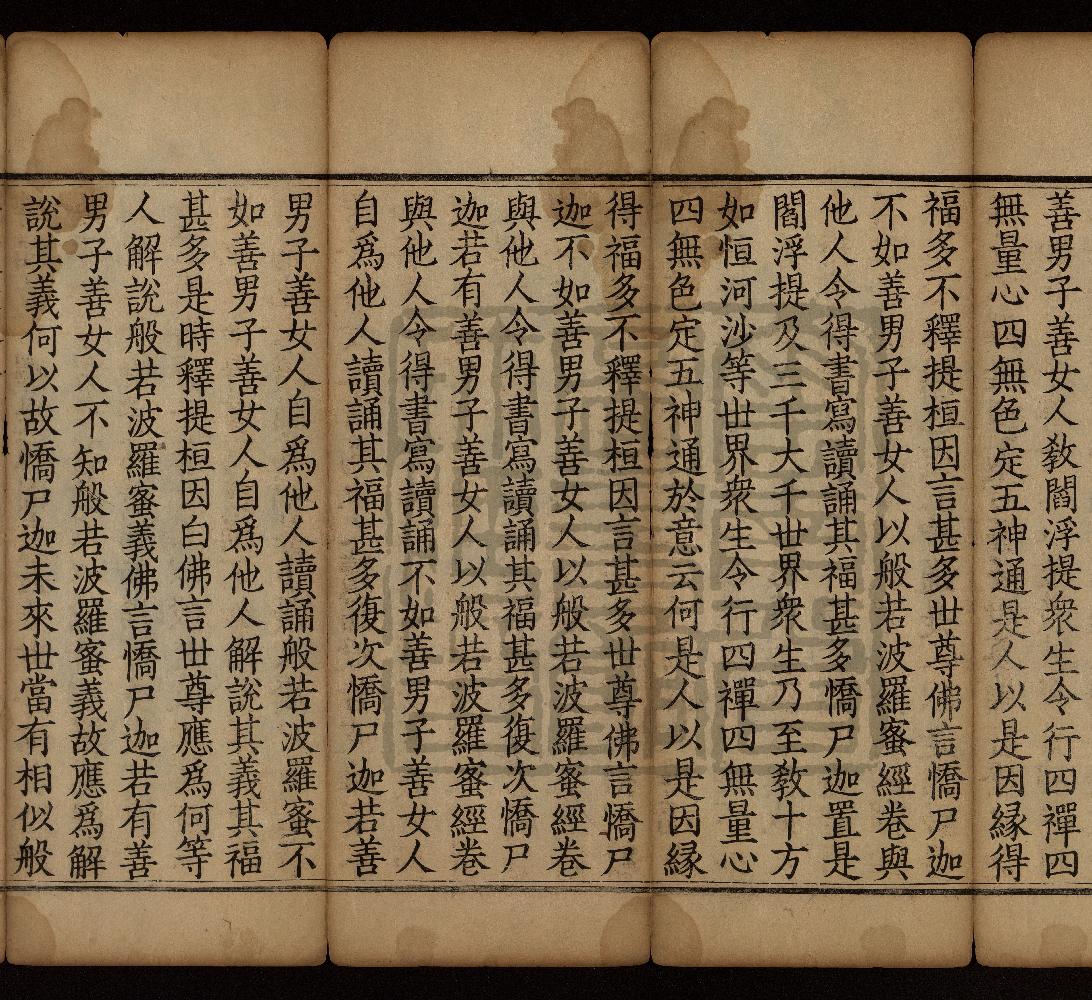 善男子善女人教閻浮提衆生令行四禪四
無量心四無色定五神通是人以是因緣得
福多不釋提桓因言甚多世尊佛言憍尸迦
不如善男子善女人以般若波羅蜜經卷與
他人令得書寫讀誦其福甚多憍尸迦置是
閻浮提及三千大千世界衆生乃至教十方
如恒河沙等世界衆生令行四禪四無量心
四無色定五神通於意云何是人以是因緣
得福多不釋提桓因言甚多世尊佛言憍尸
迦不如善男子善女人以般若波羅蜜經卷
與他人令得書寫讀誦其福甚多復次憍尸
迦若有善男子善女人以般若波羅蜜經卷
與他人令得書寫讀誦不如善男子善女人
自爲他人讀誦其福甚多復次憍尸迦若善
男子善女人自爲他人讀誦般若波羅蜜不
如善男子善女人自爲他人解說其義其福
甚多是時釋提桓因白佛言世尊應爲何等
人解說般若波羅蜜義佛言憍尸迦若有善
男子善女人不知般若波羅蜜義故應爲解
說其義何以故憍尸迦未來世當有相似般